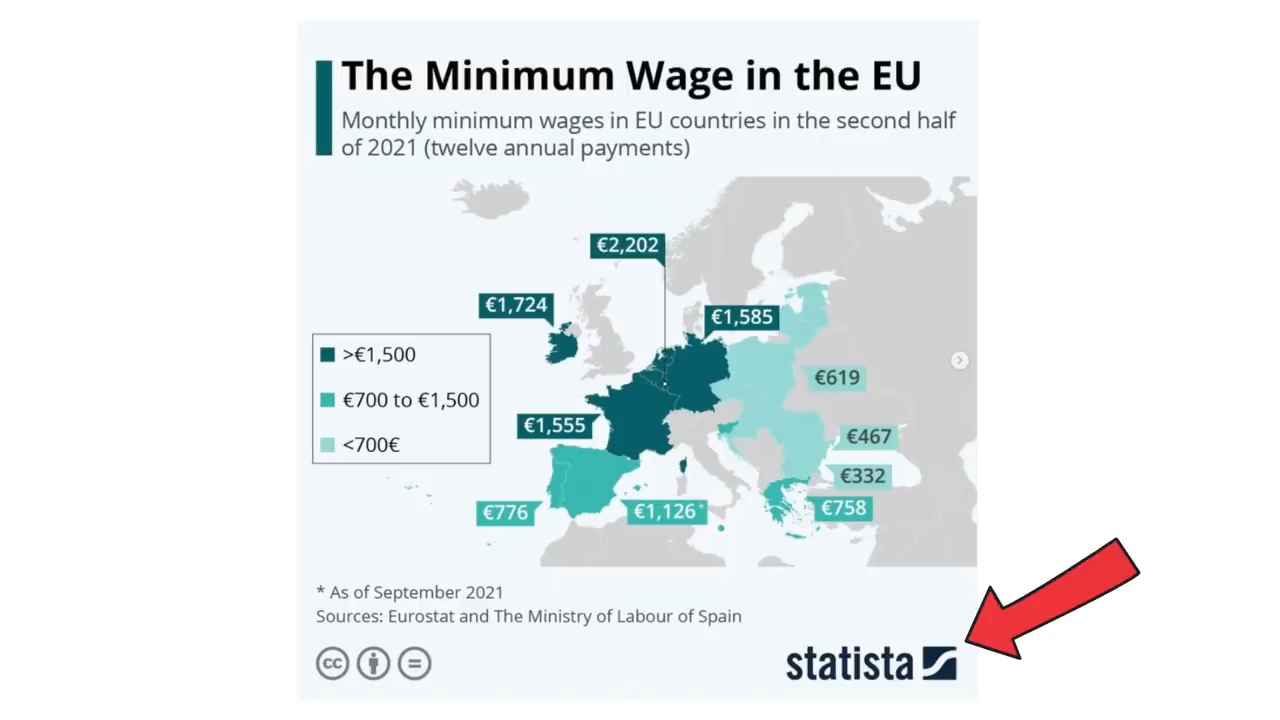 The Minimum Wage in the EU
Monthly minimum wages in EU countries in the second half
of 2021 (twelve annual payments)
€2,202
€1,724
€1,585
>€1,500
€700 to €1,500
<700€
€619
€1,555
€467
€332
€776
€1,126*
€758
* As of September 2021
Sources: Eurostat and The Ministry of Labour of Spain
cc
=
statista